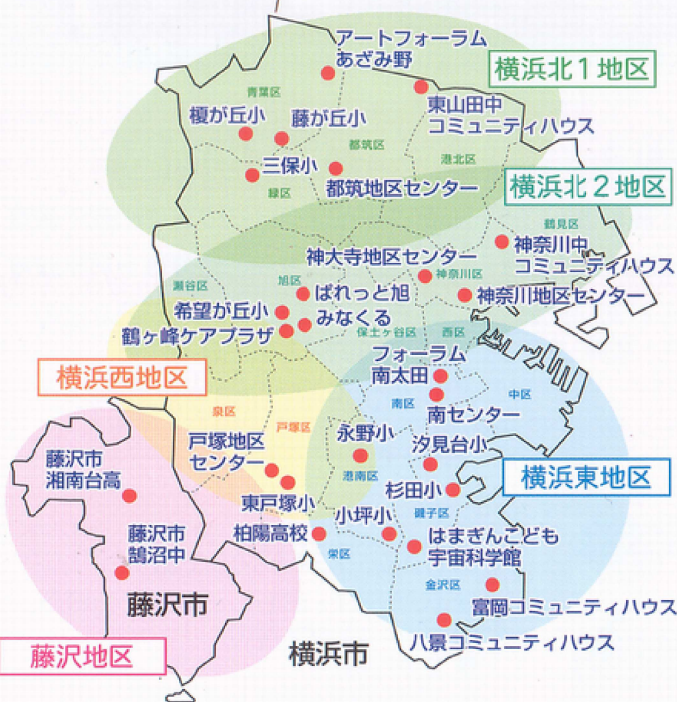 アートフォーラム
あざみ野
横浜北1地区
青葉区
東山田中
コミュニティハウス
榎が丘小
藤が丘小
都筑区
港北区
三保小
緑区
都筑地区センター
横浜北2地区
鶴見区
神奈川中
コミュニティハウス
神大寺地区センター
神奈川区
瀬谷区
旭区
ぱれっと旭
神奈川地区センター
希望が丘小
みなくる
鶴ヶ峰ケアプラザ
保土ヶ谷区
西区
フォーラム
南太田
横浜西地区
南区
中区
南センター
泉区
戸塚区
戸塚地区
センター
永野小
汐見台小
港南区
横浜東地区
藤沢市
湘南台高
杉田小
東戸塚小
磯子区
小坪小
柏陽高校
藤沢市
鵠沼中
はまぎんこども
宇宙科学館
栄区
金沢区
藤沢市
富岡コミュニティハウス
八景コミュニティハウス
藤沢地区
横浜市